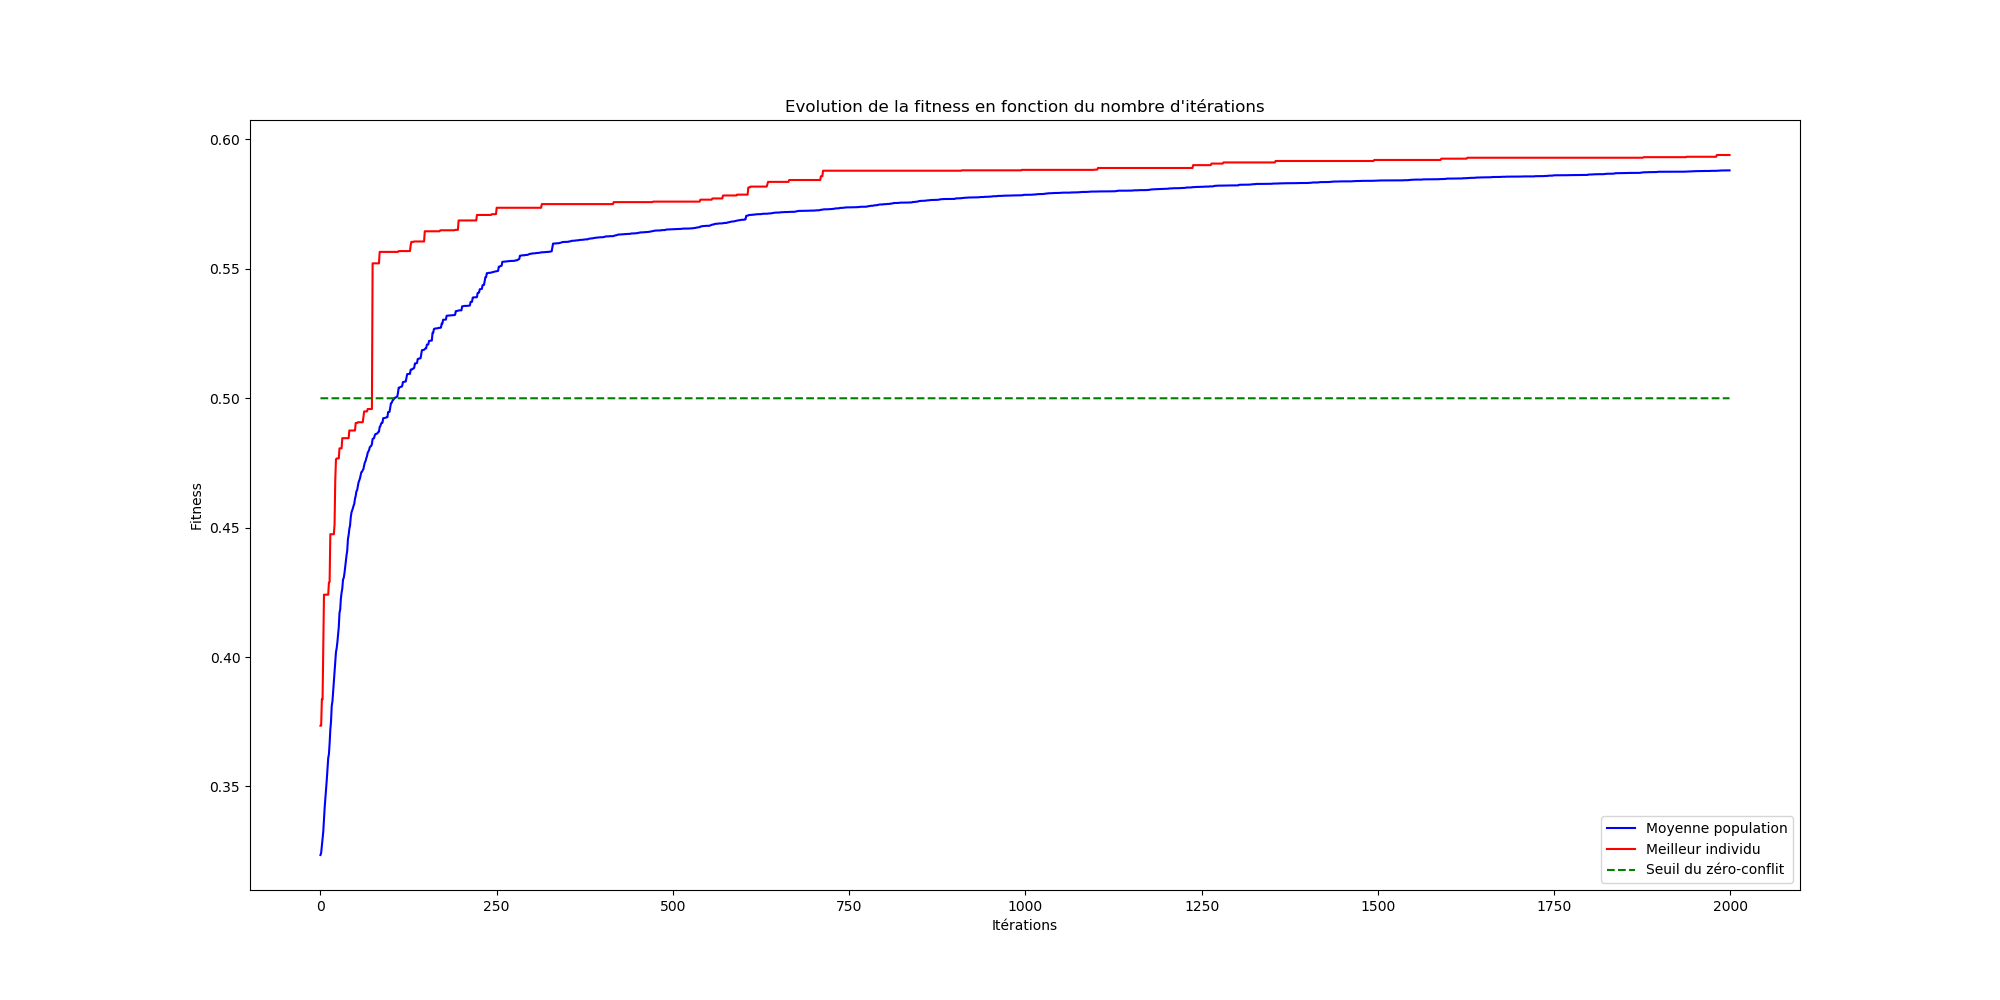 Evolution de la fitness en fonction du nombre d'itérations
Fitness
0.60
0.55
0.50
0.45
0.40
0.35
0
250
500
750
1000
1250
1500
1750
2000
Itérations
Moyenne population
Meilleur individu
Seuil du zéro-conflit